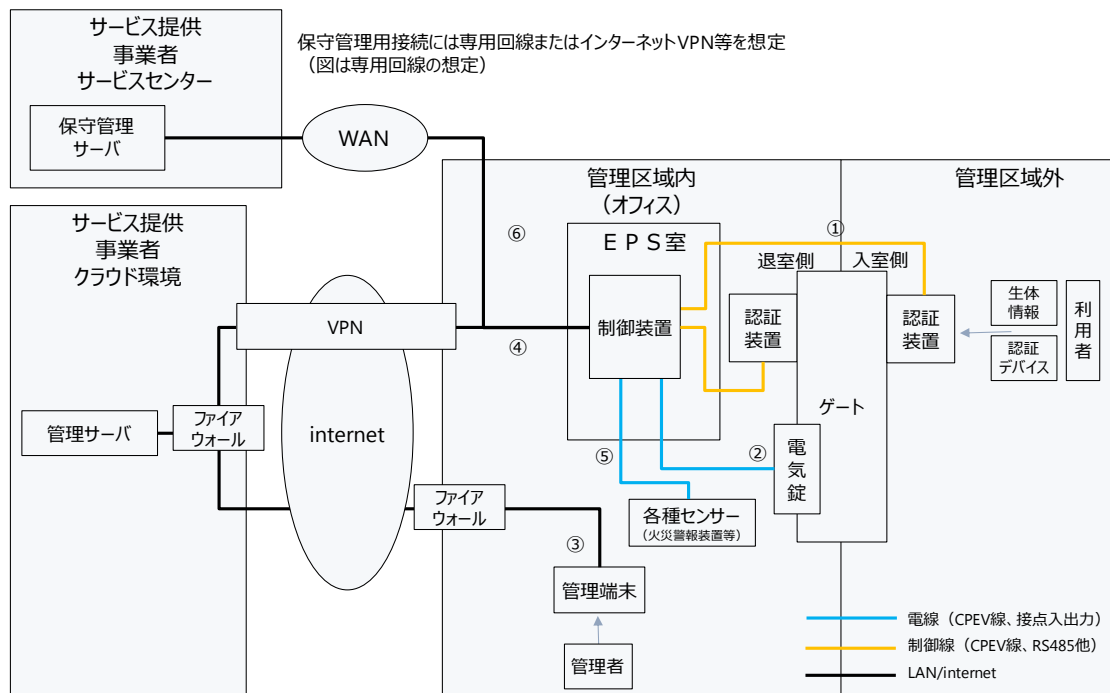 サービス提供
事業者
サービスセンター
保守管理
サーバ
保守管理用接続には専用回線またはインターネットVPN等を想定
（図は専用回線の想定）
WAN
サービス提供
事業者
クラウド環境
VPN
管理サーバ
ファイア
ウォール
internet
ファイア
ウォール
管理区域内
（オフィス）
管理区域外
ＥＰＳ室
制御装置
①
②
③
④
⑤
⑥
退室側
入室側
認証
装置
認証
装置
生体
情報
認証
デバイス
利
用
者
ゲート
電
気
錠
各種センサー
（火災警報装置等）
管理端末
管理者
電線（CPEV線、接点入出力）
制御線（CPEV線、RS485他）
LAN/internet